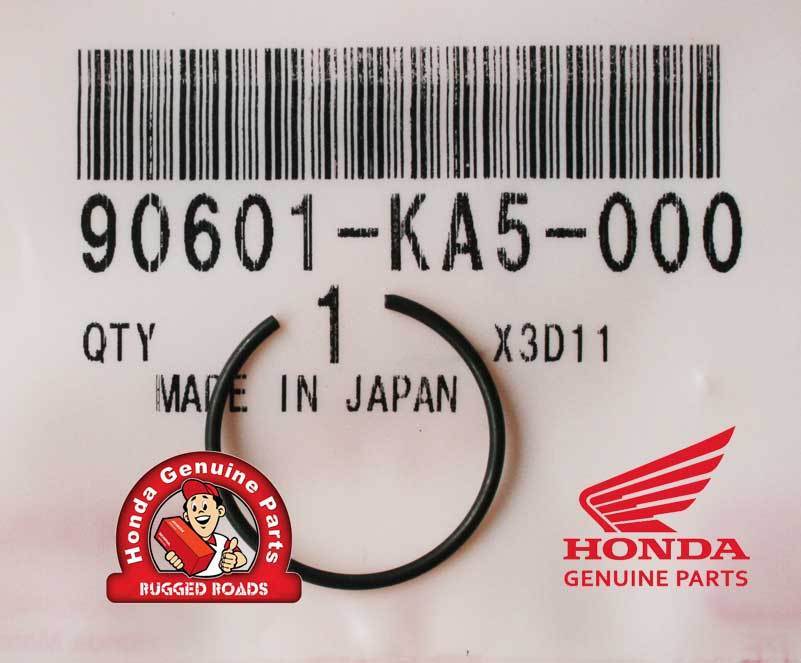 90601-KA5-000
QTY 1 X3D11
MADE IN JAPAN
Honda Genuine Parts
RUGGED ROADS
HONDA
GENUINE PARTS